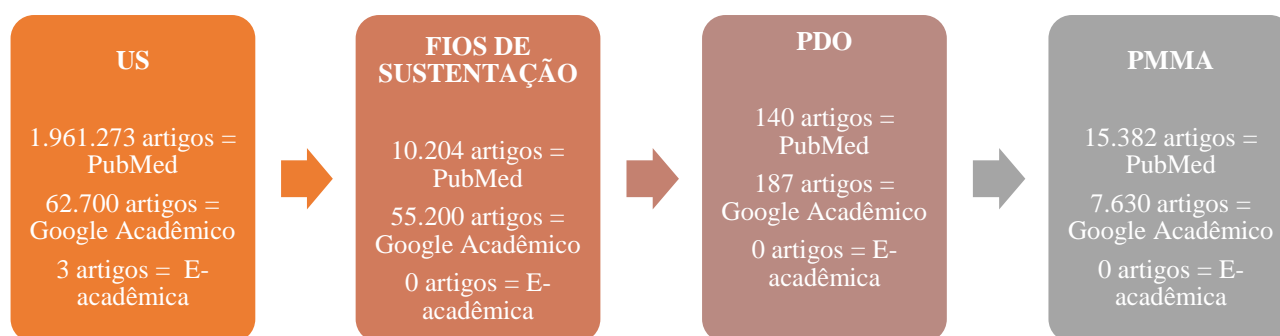 US
1.961.273 artigos =
PubMed
62.700 artigos =
Google Acadêmico
3 artigos =  E-
acadêmica
FIOS DE
SUSTENTAÇÃO
10.204 artigos =
PubMed
55.200 artigos =
Google Acadêmico
0 artigos = E-
acadêmica
PDO
140 artigos =
PubMed
187 artigos =
Google Acadêmico
0 artigos = E-
acadêmica
PMMA
15.382 artigos =
PubMed
7.630 artigos =
Google Acadêmico
0 artigos = E-
acadêmica